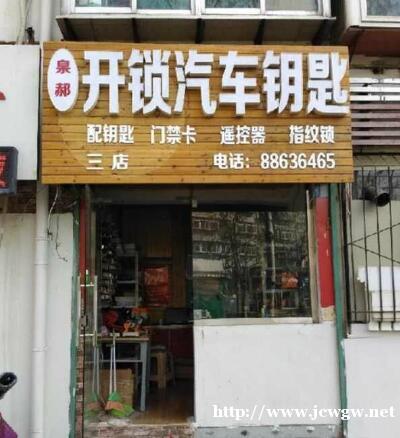 泉郝
开锁汽车钥匙
配钥匙 门禁卡 遥控器 指纹锁
三店 电话：88636465
http://www.jcwgw.net